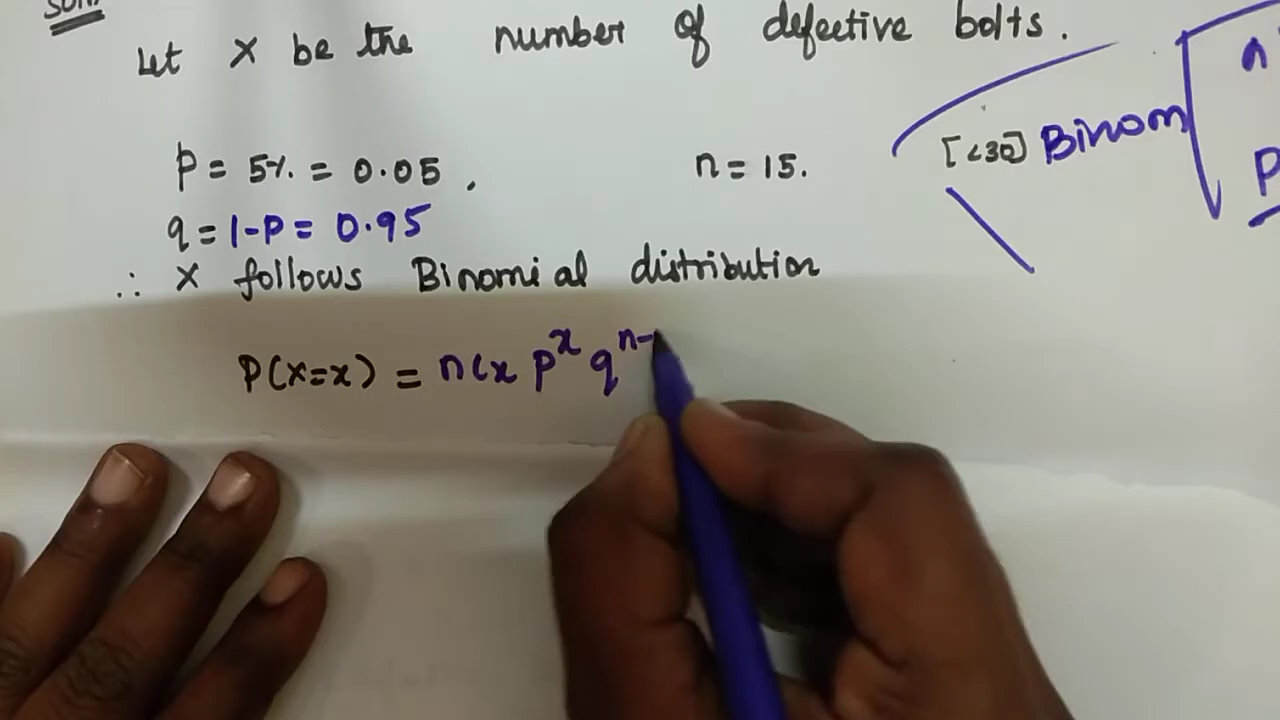 Soln
Let X be the number of defective bolts.
p = 5% = 0.05 , n = 15.
[<30] Binom
n
P
q = 1-P = 0.95
∴ X follows Binomial distribution
P(X=x) = nCx p^x q^n-